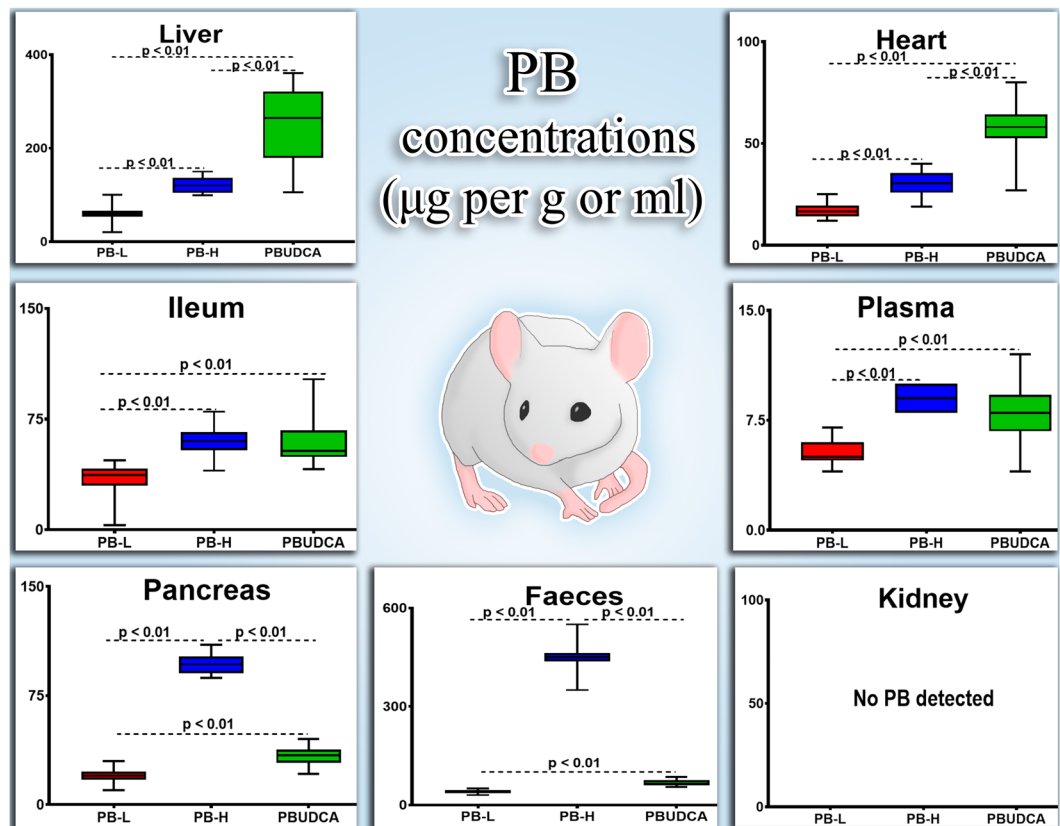 PB
concentrations
(µg per g or ml)
Liver
400
p < 0.01
p < 0.01
200
p < 0.01
0
PB-L PB-H PBUDCA
Heart
100
p < 0.01
p < 0.01
50
p < 0.01
0
PB-L PB-H PBUDCA
Ileum
150
p < 0.01
p < 0.01
75
0
PB-L PB-H PBUDCA
Plasma
15.0
p < 0.01
p < 0.01
7.5
0.0
PB-L PB-H PBUDCA
Pancreas
150
p < 0.01 p < 0.01
75
p < 0.01
0
PB-L PB-H PBUDCA
Faeces
600
p < 0.01 p < 0.01
300
p < 0.01
0
PB-L PB-H PBUDCA
Kidney
100
No PB detected
50
0
PB-L PB-H PBUDCA